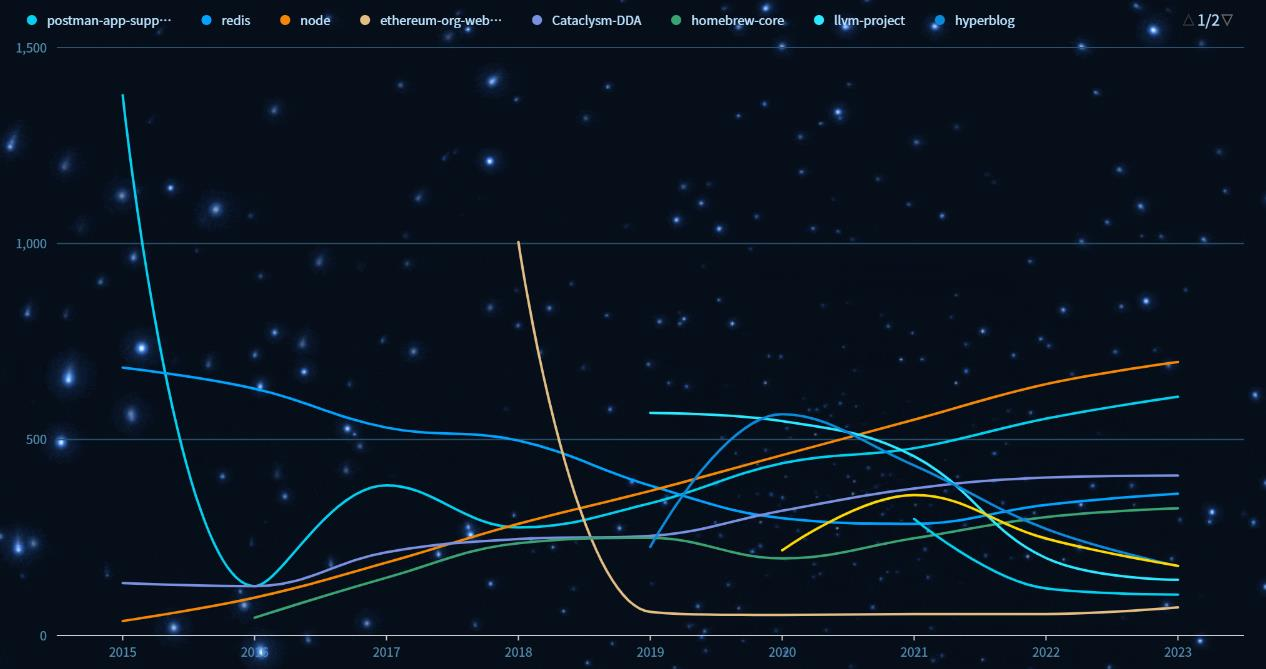 postman-app-supp··· redis node ethereum-org-web··· Cataclysm-DDA homebrew-core llvm-project hyperblog 1/2
1,500
1,000
500
0
2015 2016 2017 2018 2019 2020 2021 2022 2023